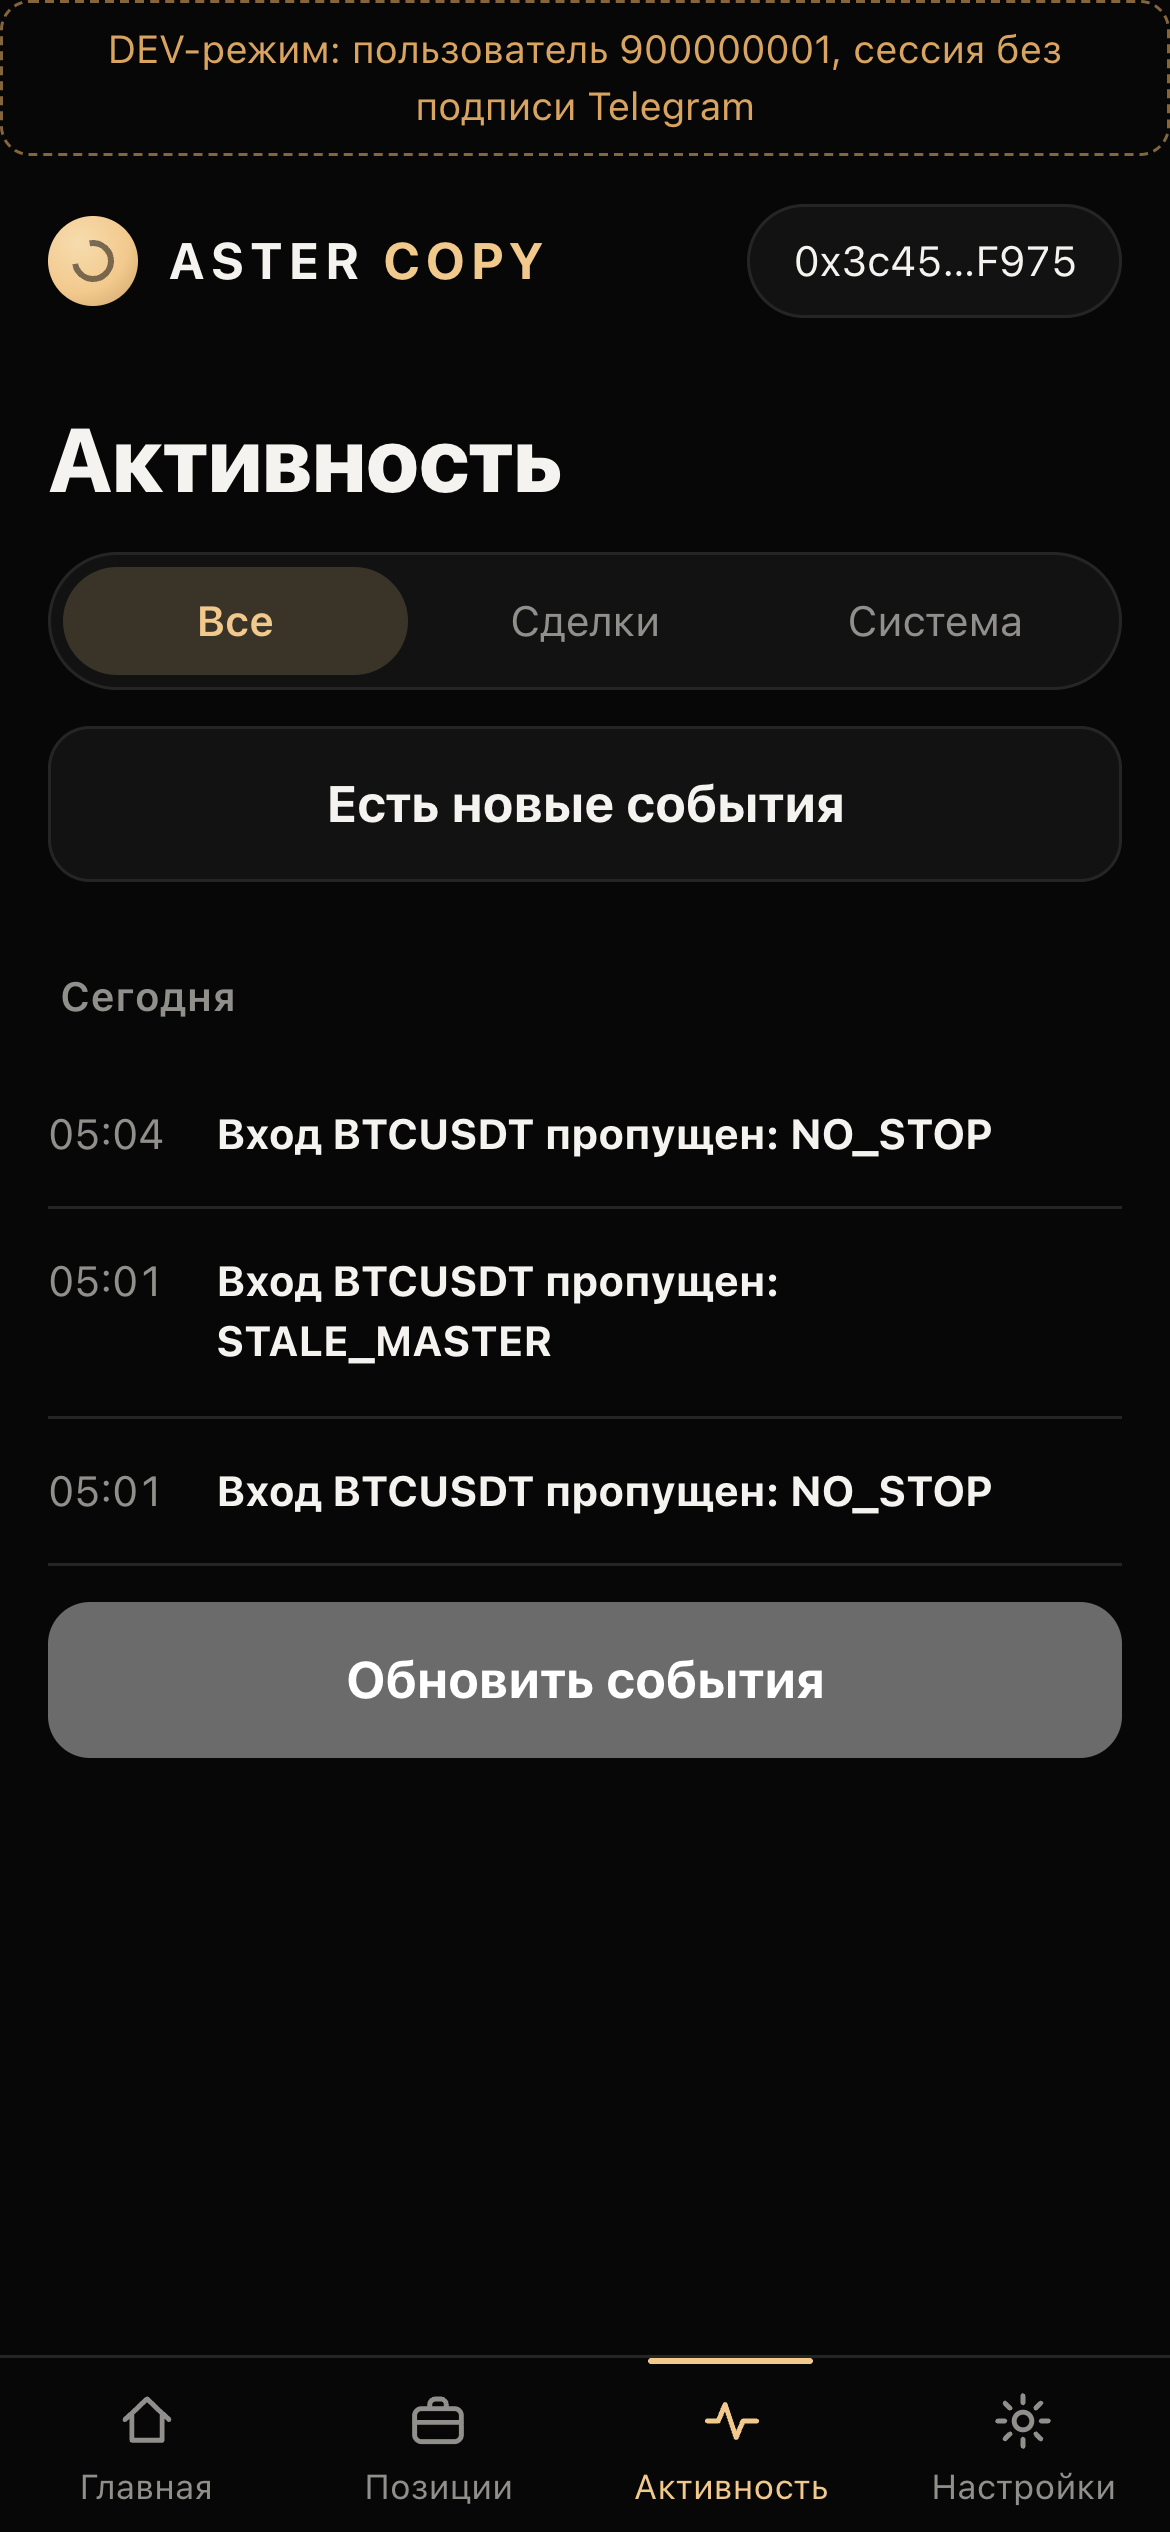 DEV-режим: пользователь 900000001, сессия без
подписи Telegram
ASTER COPY
0x3c45...F975
Активность
Все
Сделки
Система
Есть новые события
Сегодня
05:04 Вход BTCUSDT пропущен: NO_STOP
05:01 Вход BTCUSDT пропущен:
STALE_MASTER
05:01 Вход BTCUSDT пропущен: NO_STOP
Обновить события
Главная
Позиции
Активность
Настройки